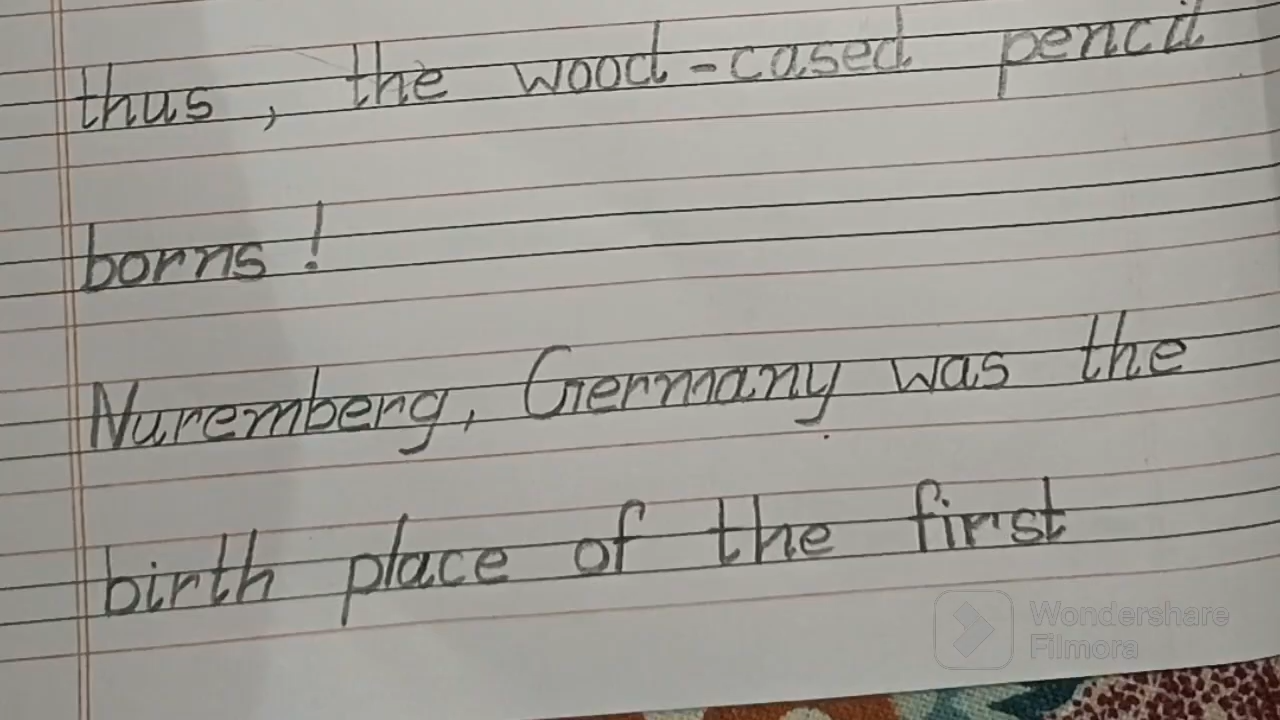 thus, the wood-cased pencil
borns!
Nuremberg, Germany was the
birth place of the first
Wondershare
Filmora